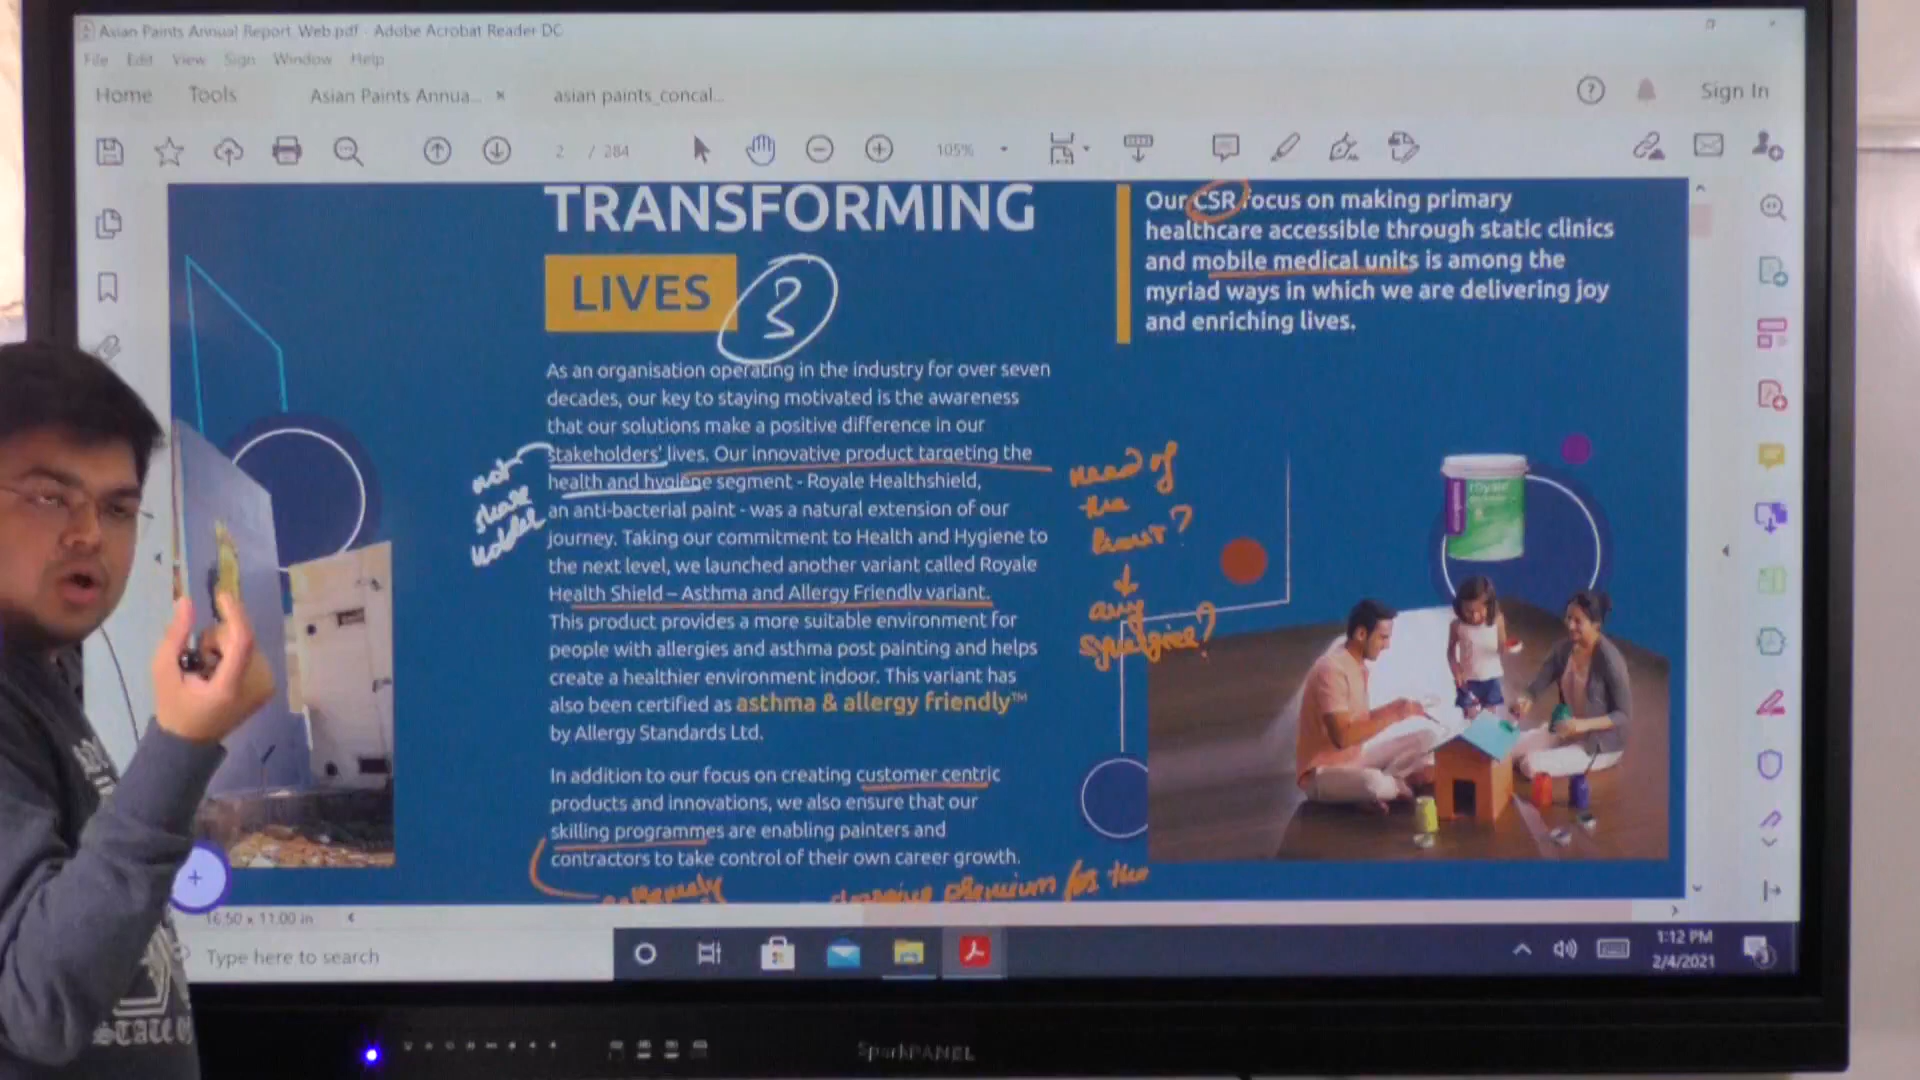 Asian Paints Annual Report_Web.pdf - Adobe Acrobat Reader DC
File Edit View Sign Window Help
Home Tools Asian Paints Annua... × asian paints_concal... Sign In
2 / 284 105%
TRANSFORMING
LIVES
3
Our CSR focus on making primary
healthcare accessible through static clinics
and mobile medical units is among the
myriad ways in which we are delivering joy
and enriching lives.
As an organisation operating in the industry for over seven
decades, our key to staying motivated is the awareness
that our solutions make a positive difference in our
stakeholders' lives. Our innovative product targeting the
health and hygiene segment - Royale Healthshield,
an anti-bacterial paint - was a natural extension of our
journey. Taking our commitment to Health and Hygiene to
the next level, we launched another variant called Royale
Health Shield – Asthma and Allergy Friendly variant.
This product provides a more suitable environment for
people with allergies and asthma post painting and helps
create a healthier environment indoor. This variant has
also been certified as asthma & allergy friendly™
by Allergy Standards Ltd.
not
share
holder
need of
the
hour?
any
synergies?
royale
In addition to our focus on creating customer centric
products and innovations, we also ensure that our
skilling programmes are enabling painters and
contractors to take control of their own career growth.
premium for the
16.50 x 11.00 in
Type here to search
1:12 PM
2/4/2021
3
SparkPANEL
STATE